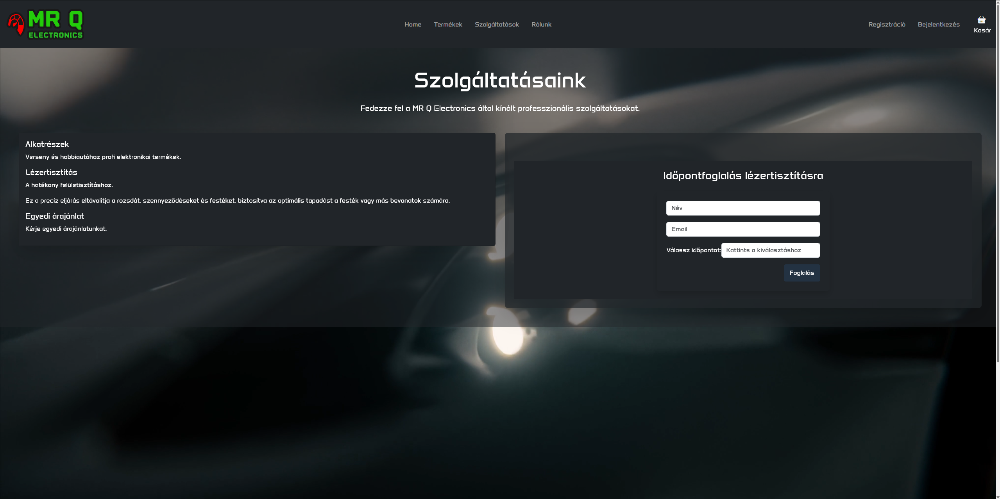 MR Q
ELECTRONICS
Home
Termékek
Szolgáltatások
Rólunk
Regisztráció
Bejelentkezés
Kosár
Szolgáltatásaink
Fedezze fel a MR Q Electronics által kínált professzionális szolgáltatásokat.
Alkatrészek
Verseny és hobbiautóhoz profi elektronikai termékek.
Lézertisztítás
A hatékony felületisztításhoz.
Ez a precíz eljárás eltávolítja a rozsdát, szennyeződéseket és festéket, biztosítva az optimális tapadást a festék vagy más bevonatok számára.
Egyedi árajánlat
Kérje egyedi árajánlatunkat.
Időpontfoglalás lézertisztításra
Név
Email
Válassz időpontot: Kattints a kiválasztáshoz
Foglalás